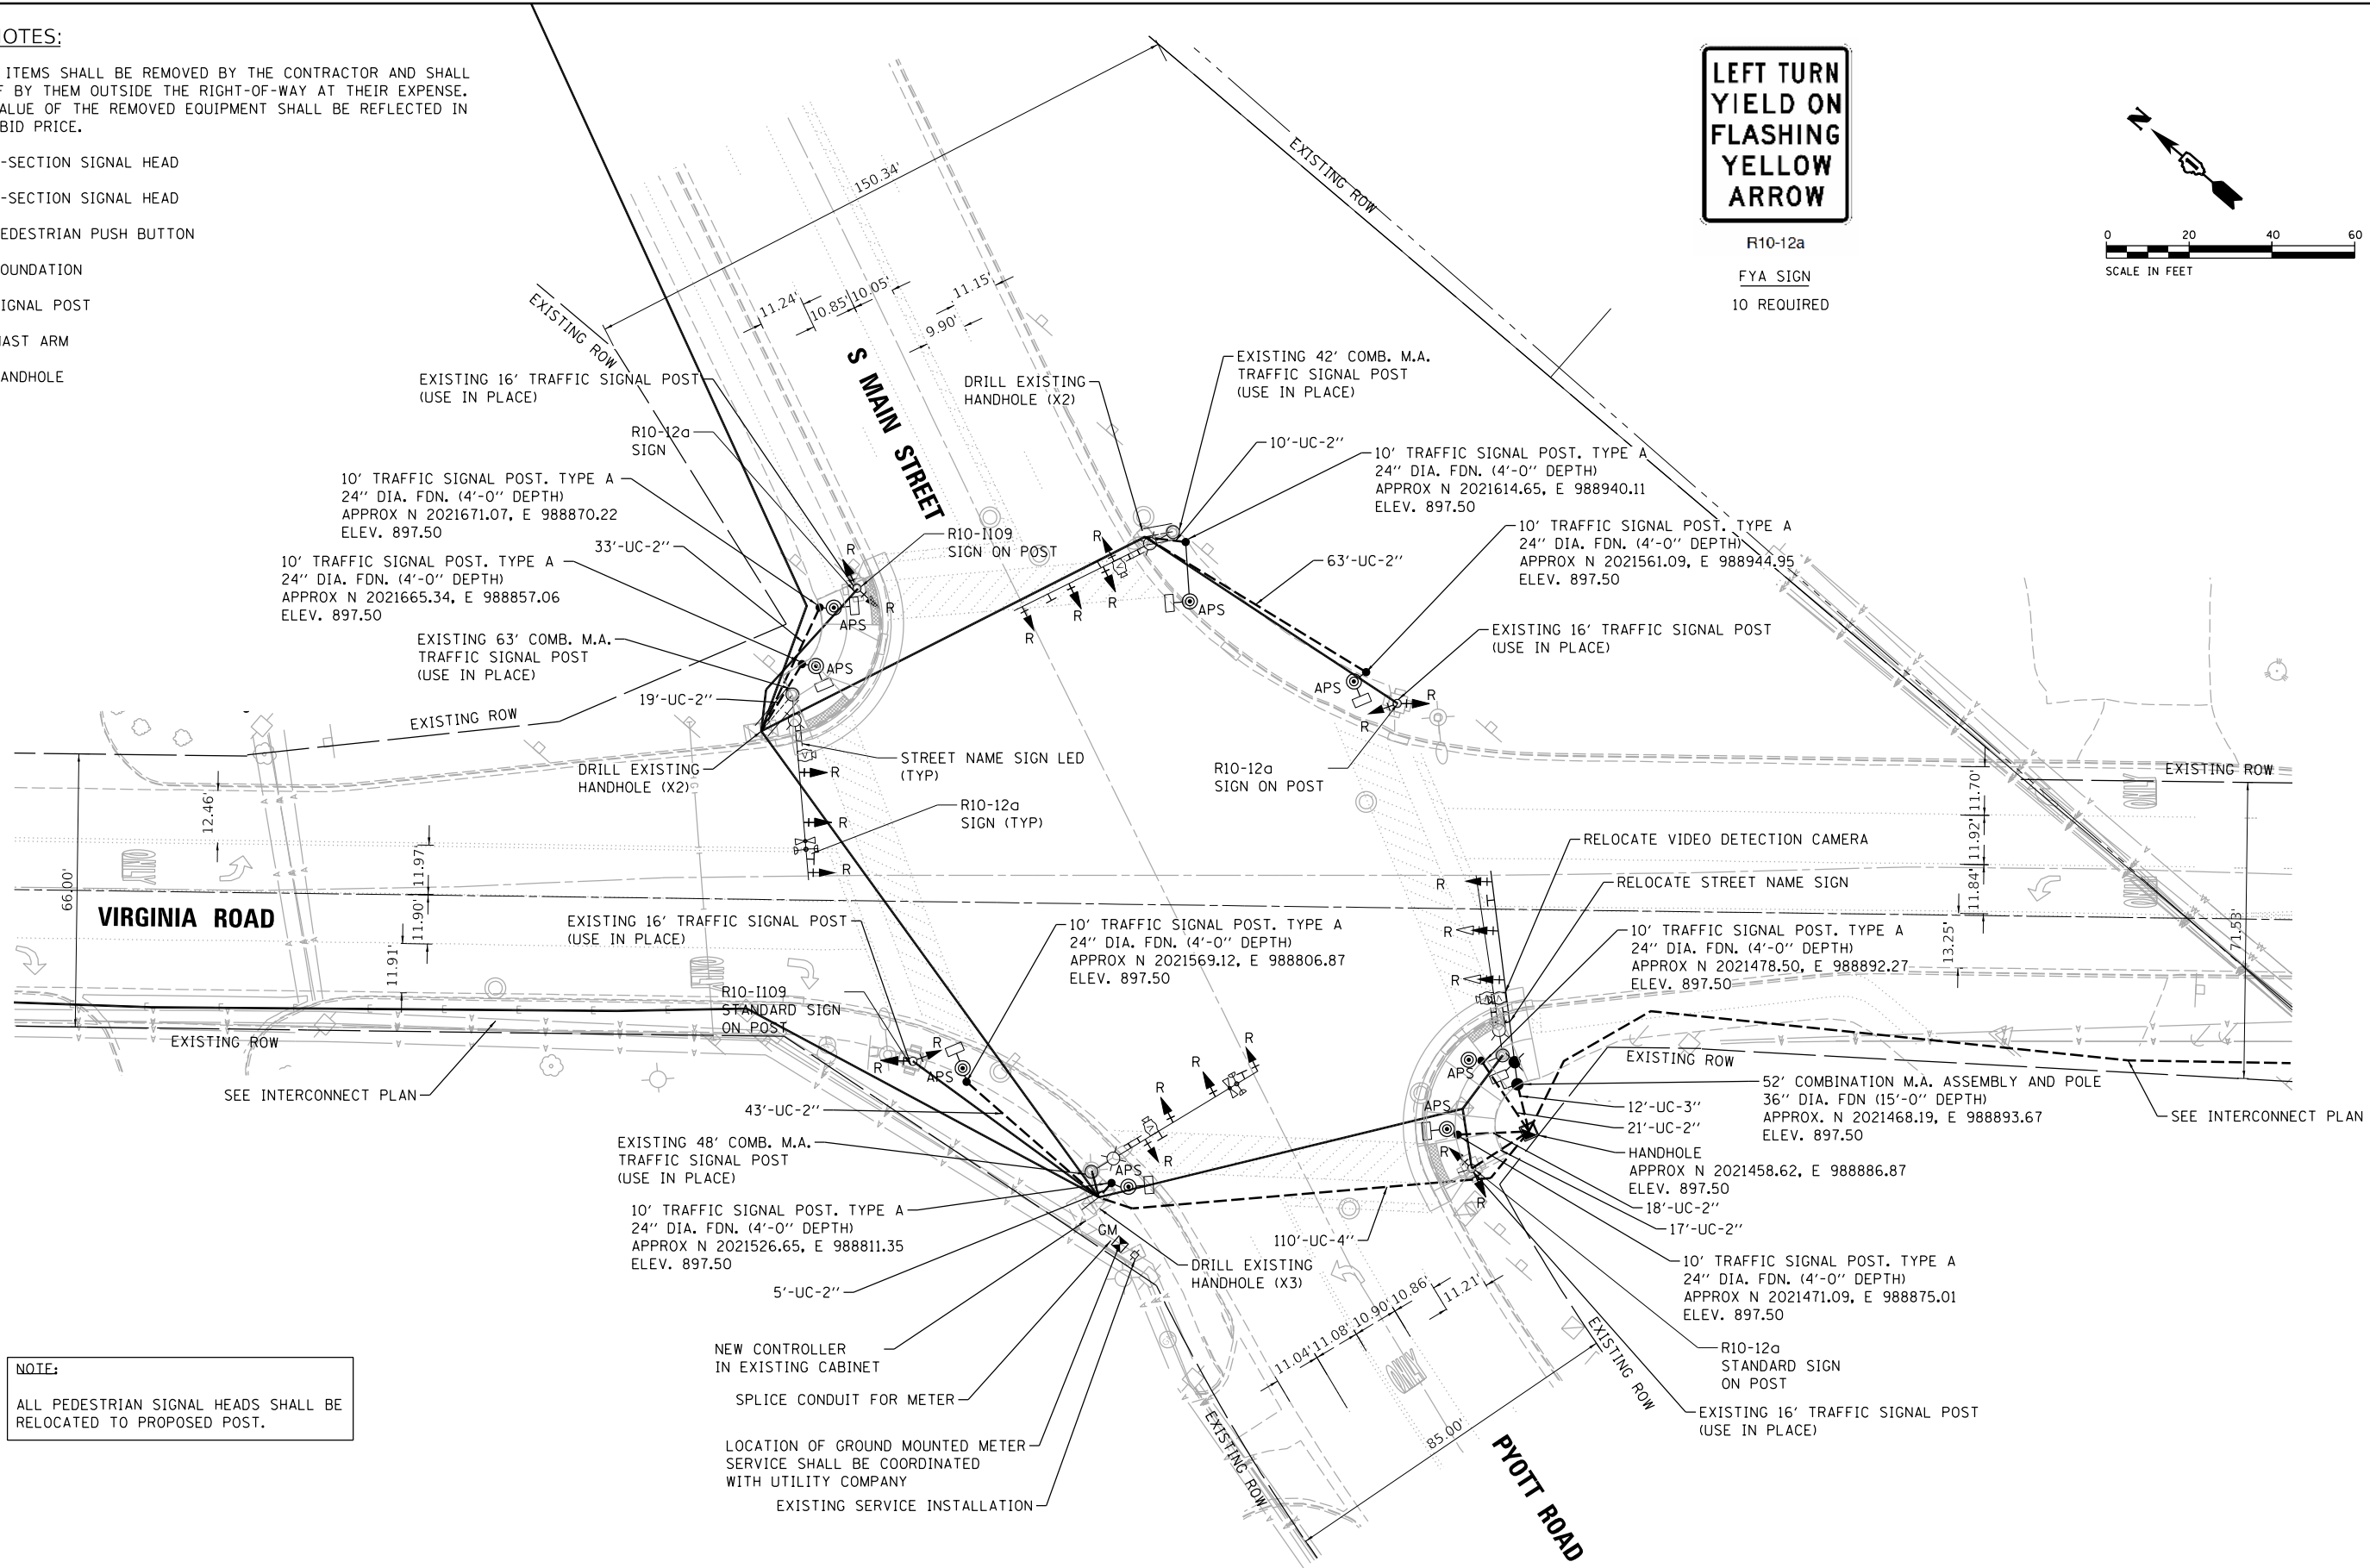 NOTES:
ITEMS SHALL BE REMOVED BY THE CONTRACTOR AND SHALL
BY THEM OUTSIDE THE RIGHT-OF-WAY AT THEIR EXPENSE.
ALUE OF THE REMOVED EQUIPMENT SHALL BE REFLECTED IN
BID PRICE.
-SECTION SIGNAL HEAD
-SECTION SIGNAL HEAD
EDESTRIAN PUSH BUTTON
OUNDATION
IGNAL POST
MAST ARM
ANDHOLE
LEFT TURN
YIELD ON
FLASHING
YELLOW
ARROW
R10-12a
FYA SIGN
10 REQUIRED
N
0 20 40 60
SCALE IN FEET
150.34'
EXISTING ROW
EXISTING ROW
11.24'
10.85'
10.05'
11.15'
9.90'
S MAIN STREET
EXISTING 16' TRAFFIC SIGNAL POST
(USE IN PLACE)
R10-12a
SIGN
10' TRAFFIC SIGNAL POST. TYPE A
24'' DIA. FDN. (4'-0'' DEPTH)
APPROX N 2021671.07, E 988870.22
ELEV. 897.50
33'-UC-2''
10' TRAFFIC SIGNAL POST. TYPE A
24'' DIA. FDN. (4'-0'' DEPTH)
APPROX N 2021665.34, E 988857.06
ELEV. 897.50
EXISTING 63' COMB. M.A.
TRAFFIC SIGNAL POST
(USE IN PLACE)
19'-UC-2''
EXISTING ROW
DRILL EXISTING
HANDHOLE (X2)
DRILL EXISTING
HANDHOLE (X2)
EXISTING 42' COMB. M.A.
TRAFFIC SIGNAL POST
(USE IN PLACE)
10'-UC-2''
10' TRAFFIC SIGNAL POST. TYPE A
24'' DIA. FDN. (4'-0'' DEPTH)
APPROX N 2021614.65, E 988940.11
ELEV. 897.50
R10-I109
SIGN ON POST
63'-UC-2''
10' TRAFFIC SIGNAL POST. TYPE A
24'' DIA. FDN. (4'-0'' DEPTH)
APPROX N 2021561.09, E 988944.95
ELEV. 897.50
EXISTING 16' TRAFFIC SIGNAL POST
(USE IN PLACE)
R
R
APS
APS
R
R
R
R
R
APS
APS
R
R
R10-12a
SIGN ON POST
STREET NAME SIGN LED
(TYP)
R10-12a
SIGN (TYP)
R
R
R
12.46'
66.00'
11.97'
11.90'
11.91'
ONLY
VIRGINIA ROAD
EXISTING ROW
11.70'
11.92'
11.84'
13.25'
71.53'
ONLY
ONLY
RELOCATE VIDEO DETECTION CAMERA
RELOCATE STREET NAME SIGN
R
R
R
EXISTING 16' TRAFFIC SIGNAL POST
(USE IN PLACE)
10' TRAFFIC SIGNAL POST. TYPE A
24'' DIA. FDN. (4'-0'' DEPTH)
APPROX N 2021569.12, E 988806.87
ELEV. 897.50
10' TRAFFIC SIGNAL POST. TYPE A
24'' DIA. FDN. (4'-0'' DEPTH)
APPROX N 2021478.50, E 988892.27
ELEV. 897.50
ONLY
R10-I109
STANDARD SIGN
ON POST
EXISTING ROW
SEE INTERCONNECT PLAN
R
R
APS
43'-UC-2''
R
R
R
R
APS
EXISTING 48' COMB. M.A.
TRAFFIC SIGNAL POST
(USE IN PLACE)
10' TRAFFIC SIGNAL POST. TYPE A
24'' DIA. FDN. (4'-0'' DEPTH)
APPROX N 2021526.65, E 988811.35
ELEV. 897.50
5'-UC-2''
GM
APS
APS
R
R
EXISTING ROW
52' COMBINATION M.A. ASSEMBLY AND POLE
36'' DIA. FDN (15'-0'' DEPTH)
APPROX. N 2021468.19, E 988893.67
ELEV. 897.50
SEE INTERCONNECT PLAN
12'-UC-3''
21'-UC-2''
HANDHOLE
APPROX N 2021458.62, E 988886.87
ELEV. 897.50
18'-UC-2''
17'-UC-2''
110'-UC-4''
DRILL EXISTING
HANDHOLE (X3)
10' TRAFFIC SIGNAL POST. TYPE A
24'' DIA. FDN. (4'-0'' DEPTH)
APPROX N 2021471.09, E 988875.01
ELEV. 897.50
R10-12a
STANDARD SIGN
ON POST
EXISTING 16' TRAFFIC SIGNAL POST
(USE IN PLACE)
11.04'
11.08'
10.90'
10.86'
11.21'
ONLY
85.00'
EXISTING ROW
EXISTING ROW
PYOTT ROAD
NEW CONTROLLER
IN EXISTING CABINET
SPLICE CONDUIT FOR METER
LOCATION OF GROUND MOUNTED METER
SERVICE SHALL BE COORDINATED
WITH UTILITY COMPANY
EXISTING SERVICE INSTALLATION
NOTE:
ALL PEDESTRIAN SIGNAL HEADS SHALL BE
RELOCATED TO PROPOSED POST.